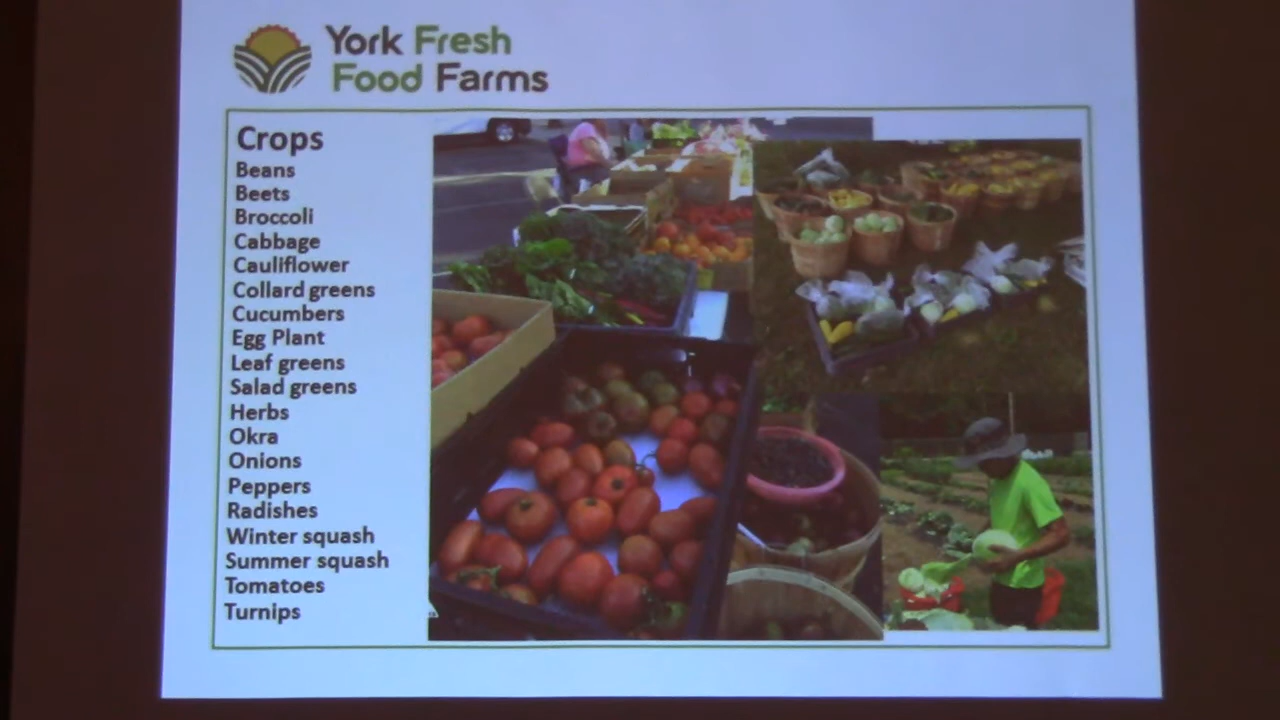 York Fresh
Food Farms
Crops
Beans
Beets
Broccoli
Cabbage
Cauliflower
Collard greens
Cucumbers
Egg Plant
Leaf greens
Salad greens
Herbs
Okra
Onions
Peppers
Radishes
Winter squash
Summer squash
Tomatoes
Turnips